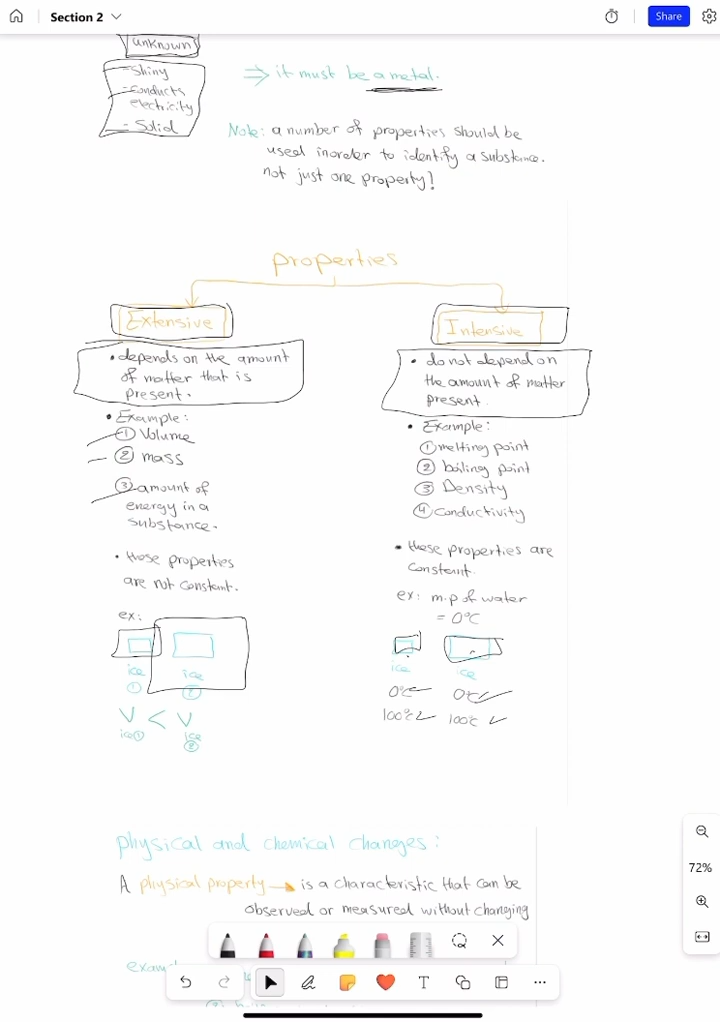 Section 2
Share
unknown
- Shiny
- Conducts
electricity
- Solid
⇒ it must be a metal.
Note: a number of properties should be
used inorder to identify a substance.
not just one property!
properties
Extensive
• depends on the amount
of matter that is
present.
• Example:
① Volume
② mass
③ amount of
energy in a
substance.
• those properties
are not constant.
ex:
ice ice
① ②
V < V
ice① ice
②
Intensive
• do not depend on
the amount of matter
present.
• Example:
① melting point
② boiling point
③ Density
④ Conductivity
• these properties are
constant.
ex: m.p of water
= 0°C
ice ice
0°C 0°C
100°C 100°C
physical and chemical changes:
A physical property → is a characteristic that can be
observed or measured without changing
72%
T